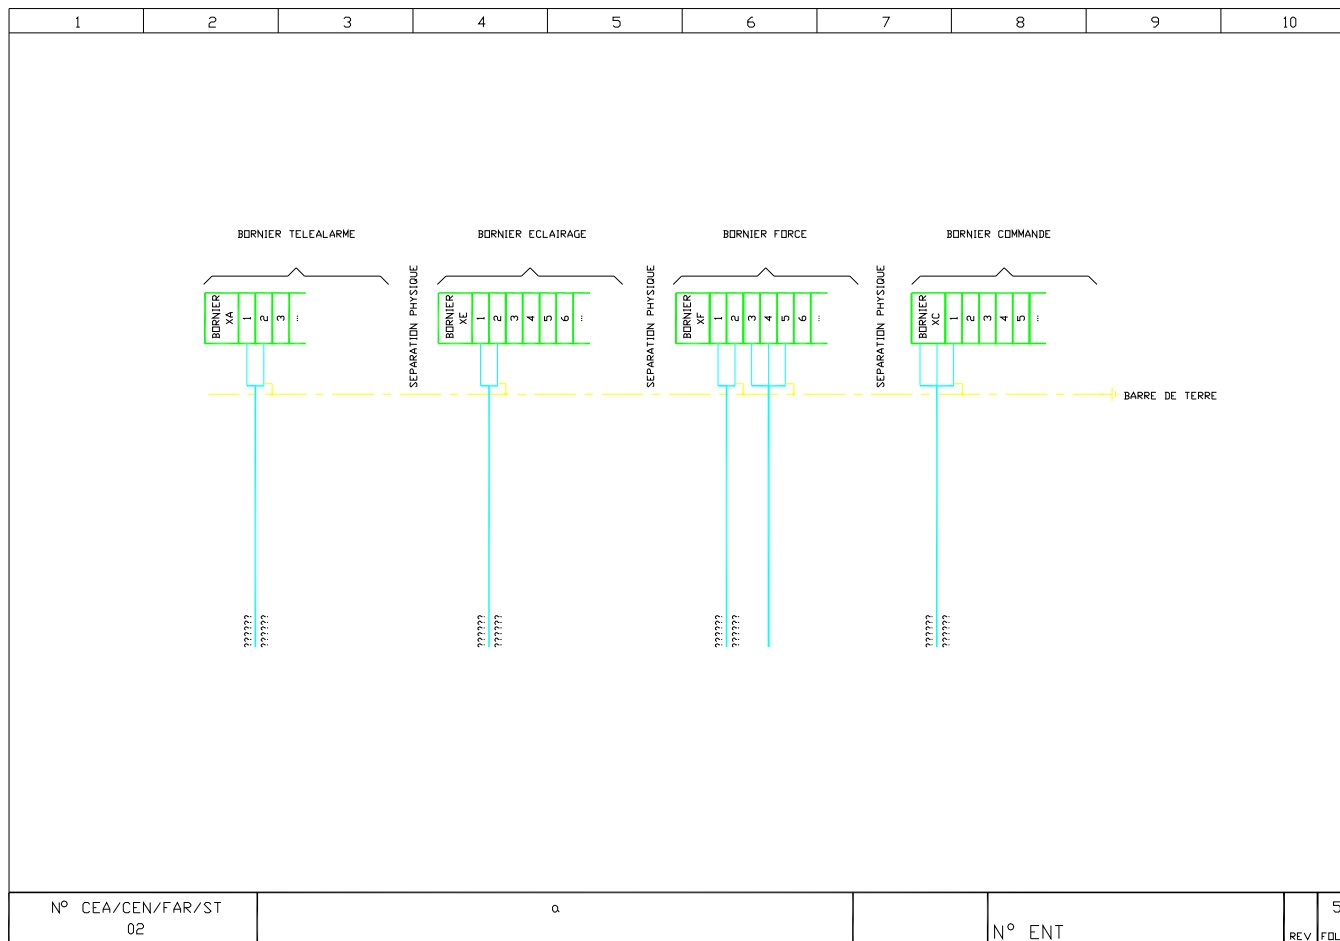 1 2 3 4 5 6 7 8 9 10
BORNIER TELEALARME
BORNIER ECLAIRAGE
BORNIER FORCE
BORNIER COMMANDE
BORNIER
XA
1
2
3
...
SEPARATION PHYSIQUE
BORNIER
XE
1
2
3
4
5
6
...
SEPARATION PHYSIQUE
BORNIER
XF
1
2
3
4
5
6
...
SEPARATION PHYSIQUE
BORNIER
XC
1
2
3
4
5
...
BARRE DE TERRE
??????
??????
??????
??????
??????
??????
??????
??????
N° CEA/CEN/FAR/ST
02
a
N° ENT
REV
5
FOL